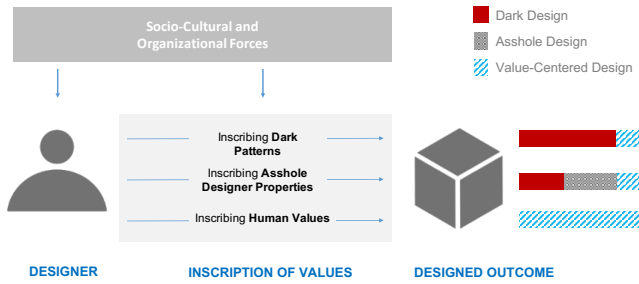 Socio-Cultural and
Organizational Forces
Dark Design
Asshole Design
Value-Centered Design
Inscribing Dark
Patterns
Inscribing Asshole
Designer Properties
Inscribing Human Values
DESIGNER
INSCRIPTION OF VALUES
DESIGNED OUTCOME